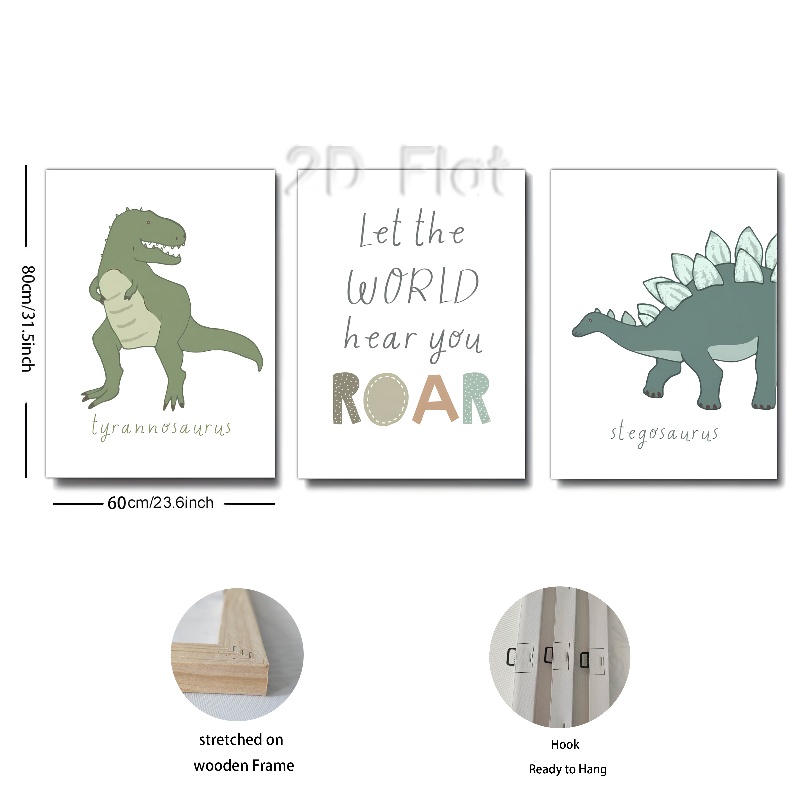 2D Flat
80cm/31.5inch
tyrannosaurus
Let the
WORLD
hear you
ROAR
stegosaurus
60cm/23.6inch
stretched on
wooden Frame
Hook
Ready to Hang